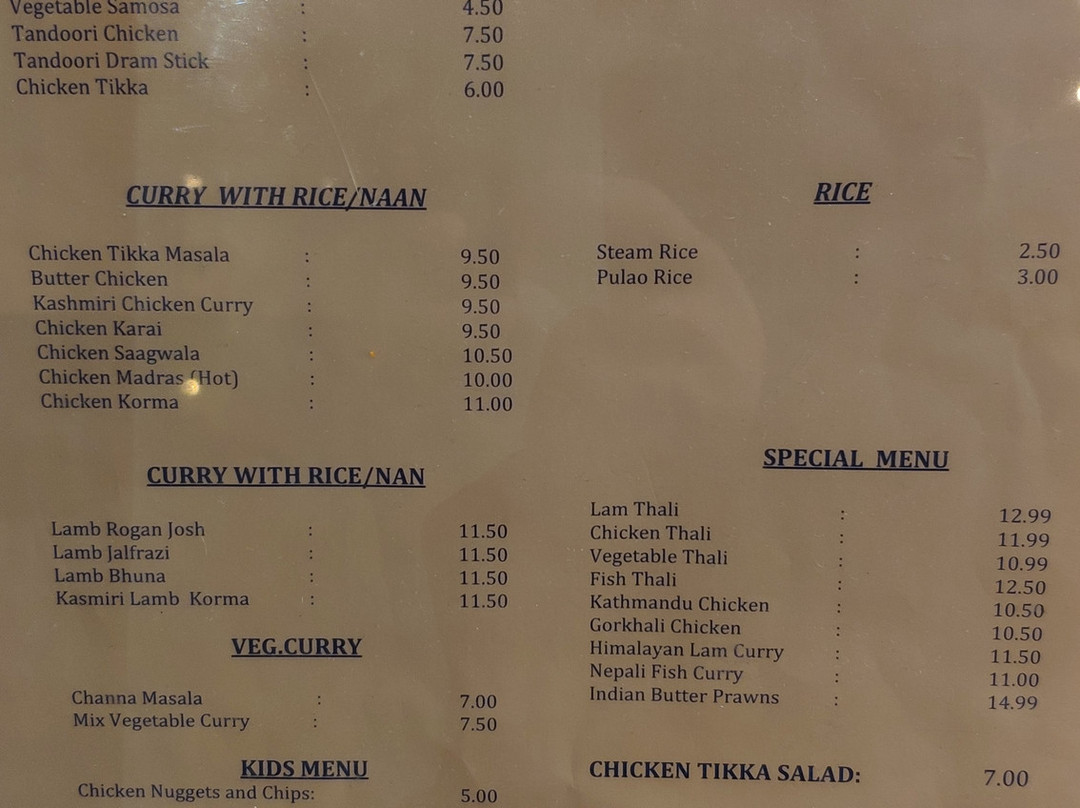 Vegetable Samosa : 4.50
Tandoori Chicken : 7.50
Tandoori Dram Stick : 7.50
Chicken Tikka : 6.00
CURRY WITH RICE/NAAN
Chicken Tikka Masala : 9.50
Butter Chicken : 9.50
Kashmiri Chicken Curry : 9.50
Chicken Karai : 9.50
Chicken Saagwala : 10.50
Chicken Madras (Hot) : 10.00
Chicken Korma : 11.00
CURRY WITH RICE/NAN
Lamb Rogan Josh : 11.50
Lamb Jalfrazi : 11.50
Lamb Bhuna : 11.50
Kasmiri Lamb Korma : 11.50
VEG.CURRY
Channa Masala : 7.00
Mix Vegetable Curry : 7.50
KIDS MENU
Chicken Nuggets and Chips: 5.00
RICE
Steam Rice : 2.50
Pulao Rice : 3.00
SPECIAL MENU
Lam Thali : 12.99
Chicken Thali : 11.99
Vegetable Thali : 10.99
Fish Thali : 12.50
Kathmandu Chicken : 10.50
Gorkhali Chicken : 10.50
Himalayan Lam Curry : 11.50
Nepali Fish Curry : 11.00
Indian Butter Prawns : 14.99
CHICKEN TIKKA SALAD: 7.00